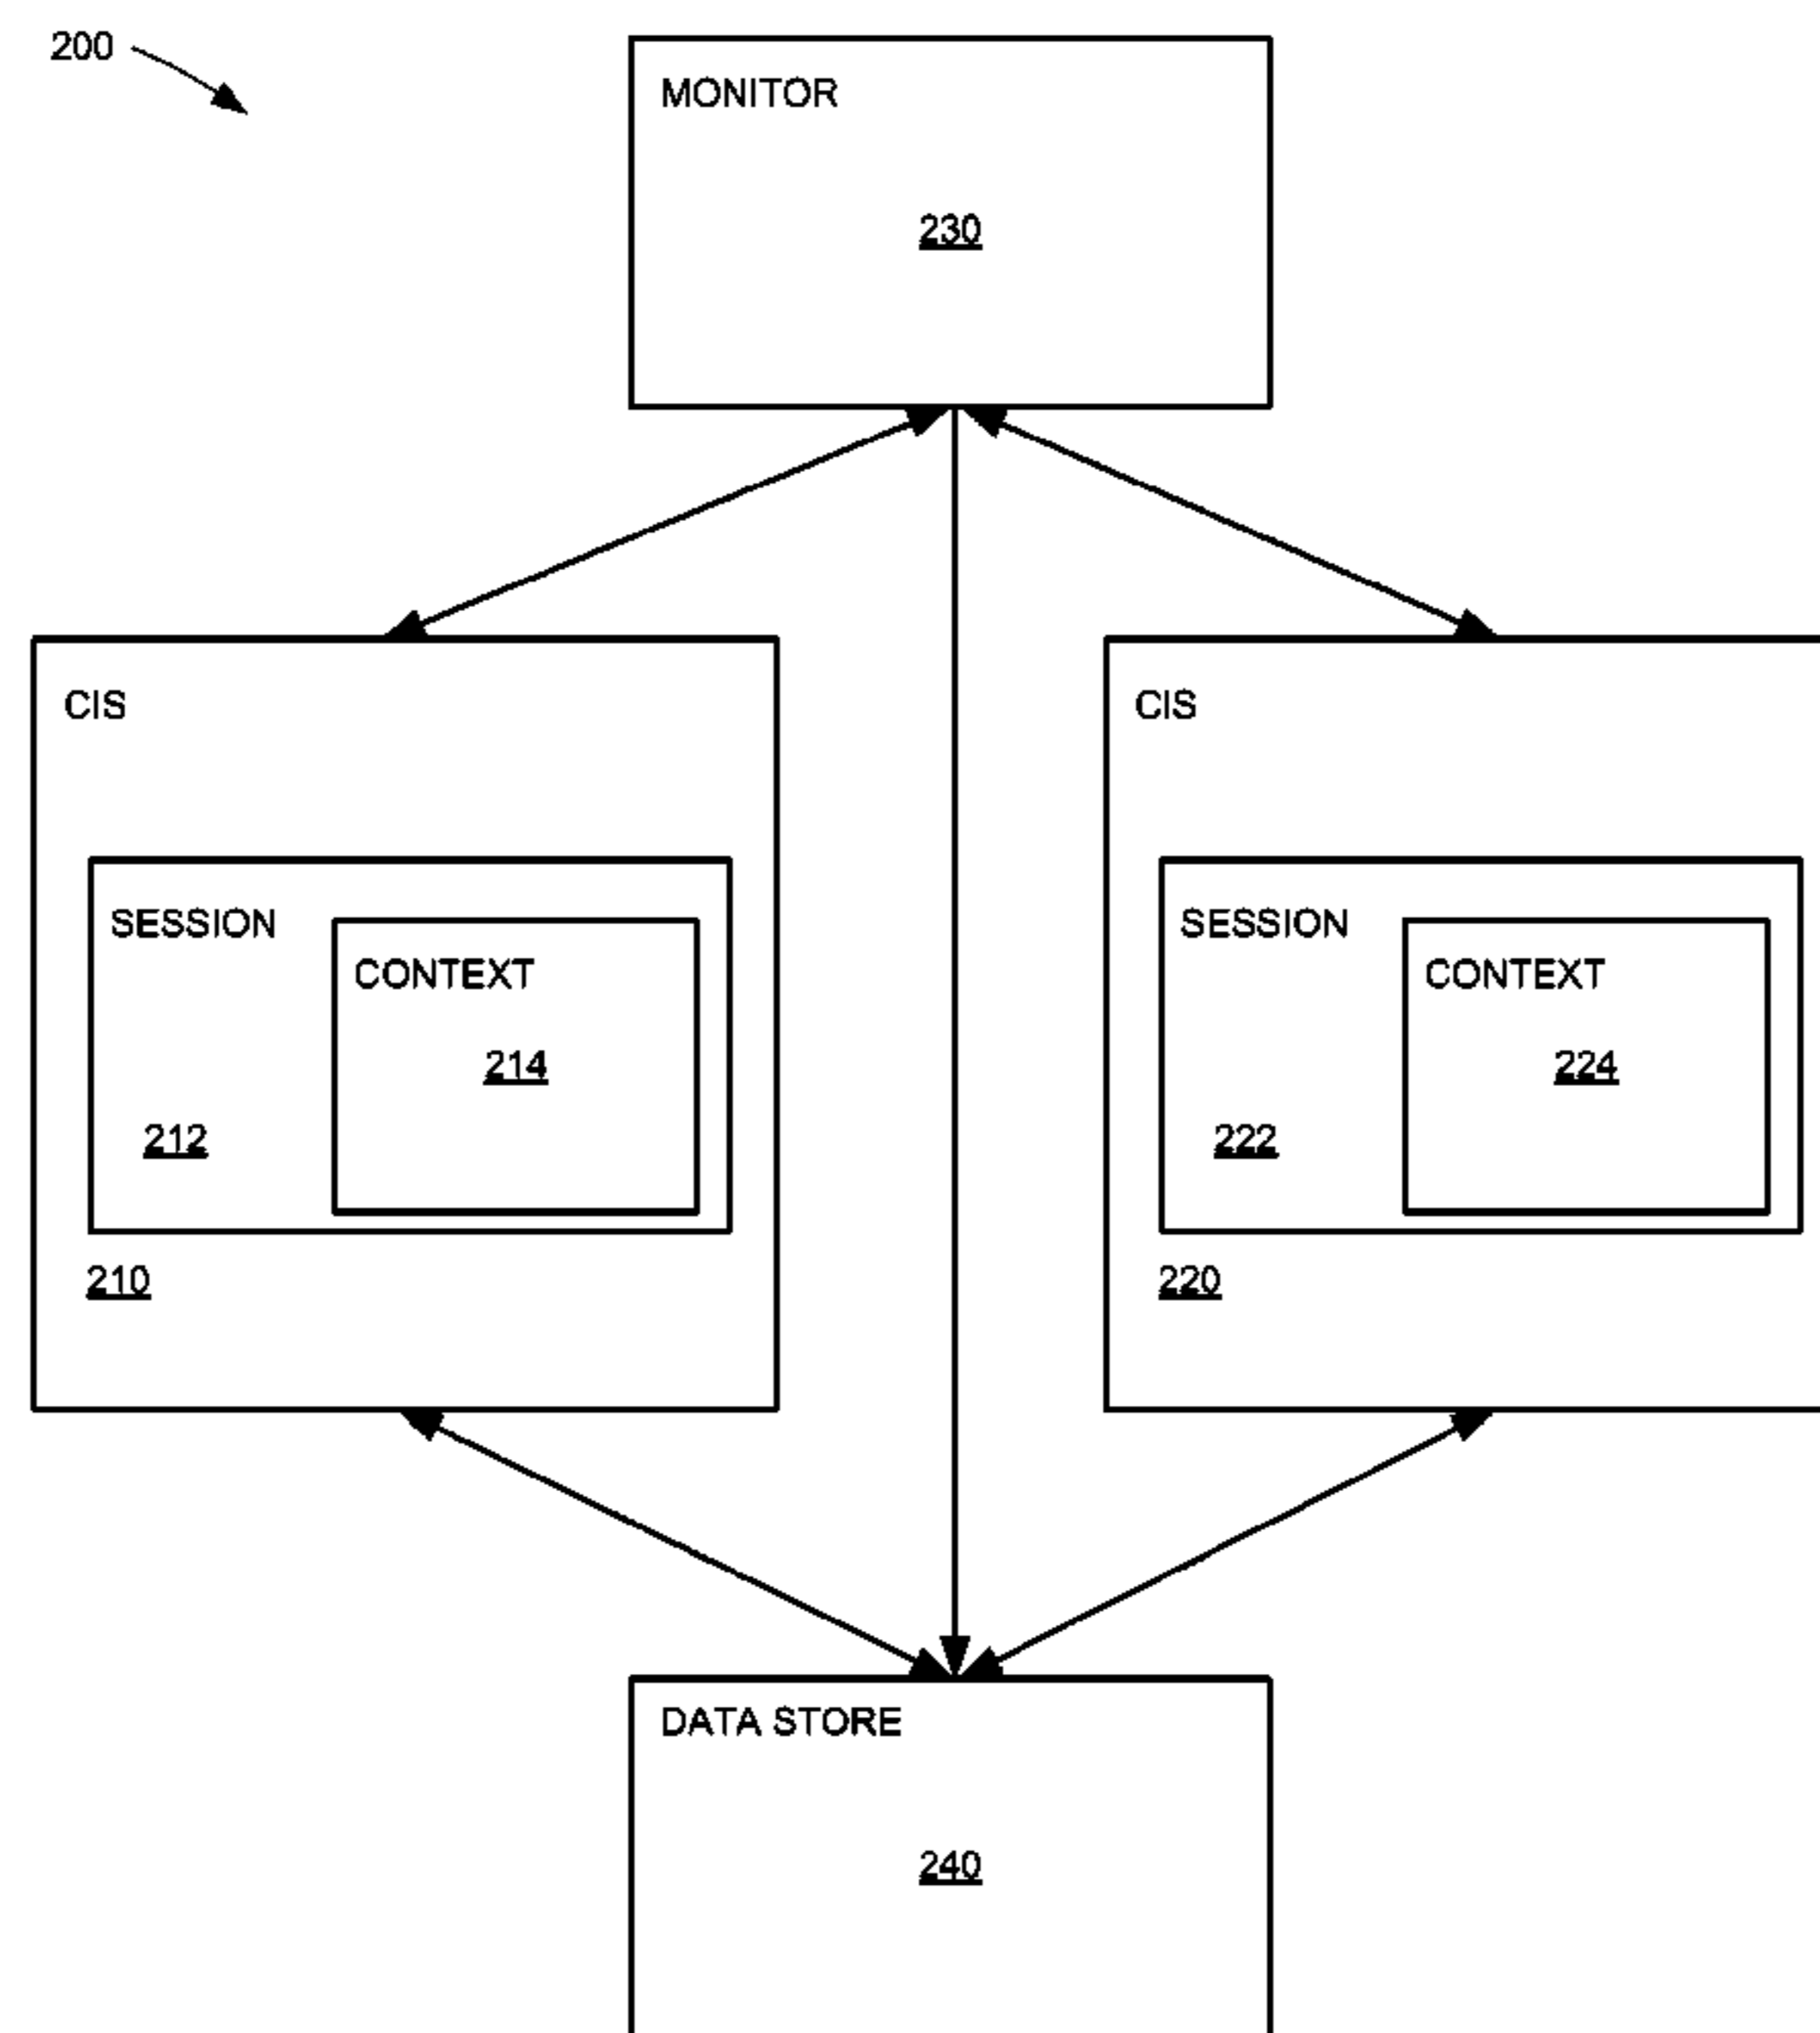 200
MONITOR
230
CIS
SESSION
CONTEXT
214
212
210
CIS
SESSION
CONTEXT
224
222
220
DATA STORE
240